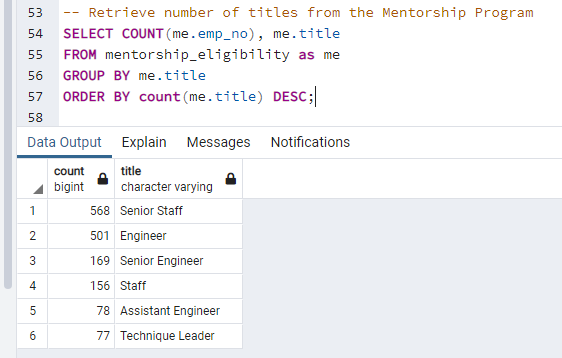 53 -- Retrieve number of titles from the Mentorship Program
54 SELECT COUNT(me.emp_no), me.title
55 FROM mentorship_eligibility as me
56 GROUP BY me.title
57 ORDER BY count(me.title) DESC;
58
Data Output Explain Messages Notifications
count title
bigint character varying
1 568 Senior Staff
2 501 Engineer
3 169 Senior Engineer
4 156 Staff
5 78 Assistant Engineer
6 77 Technique Leader